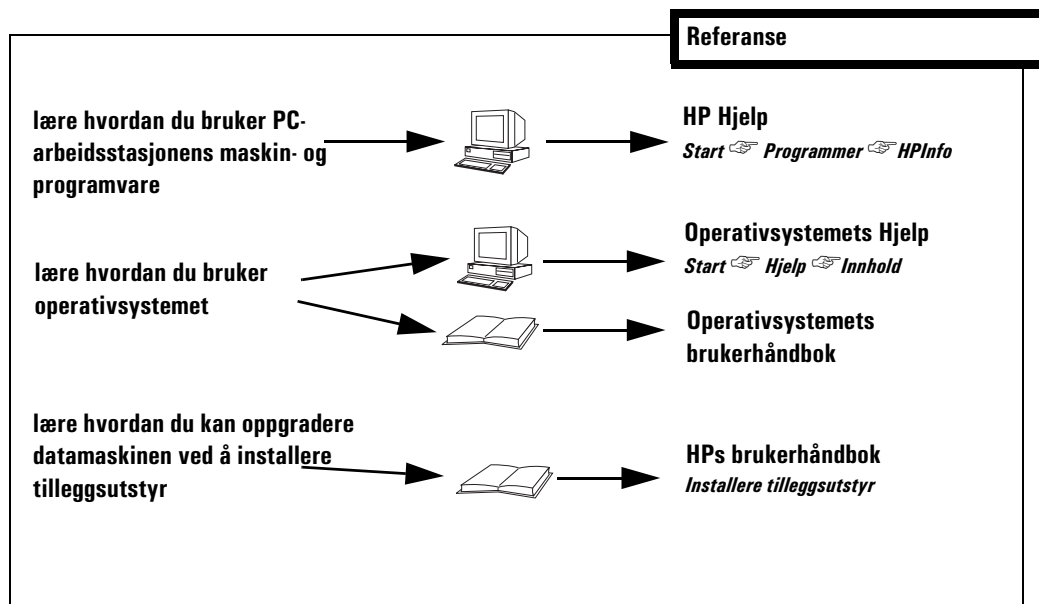 Referanse
lære hvordan du bruker PC-
arbeidsstasjonens maskin- og
programvare
HP Hjelp
Start ☞ Programmer ☞ HPInfo
lære hvordan du bruker
operativsystemet
Operativsystemets Hjelp
Start ☞ Hjelp ☞ Innhold
Operativsystemets
brukerhåndbok
lære hvordan du kan oppgradere
datamaskinen ved å installere
tilleggsutstyr
HPs brukerhåndbok
Installere tilleggsutstyr